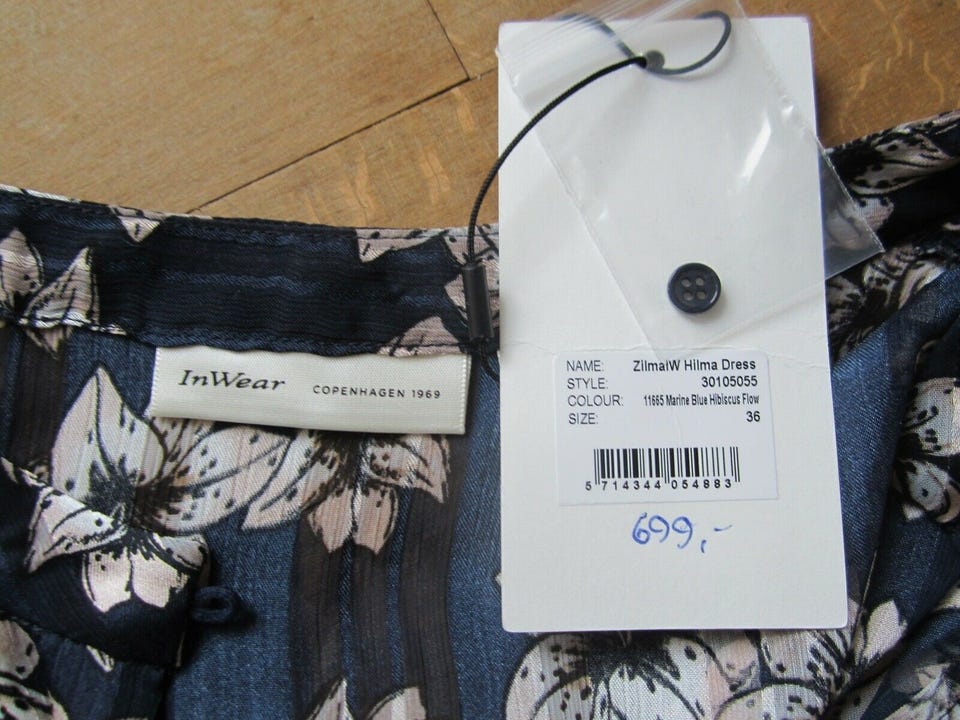 InWear COPENHAGEN 1969
NAME: ZilmaIW Hilma Dress
STYLE: 30105055
COLOUR: 11665 Marine Blue Hibiscus Flow
SIZE: 36
5 714344 054883
699,-